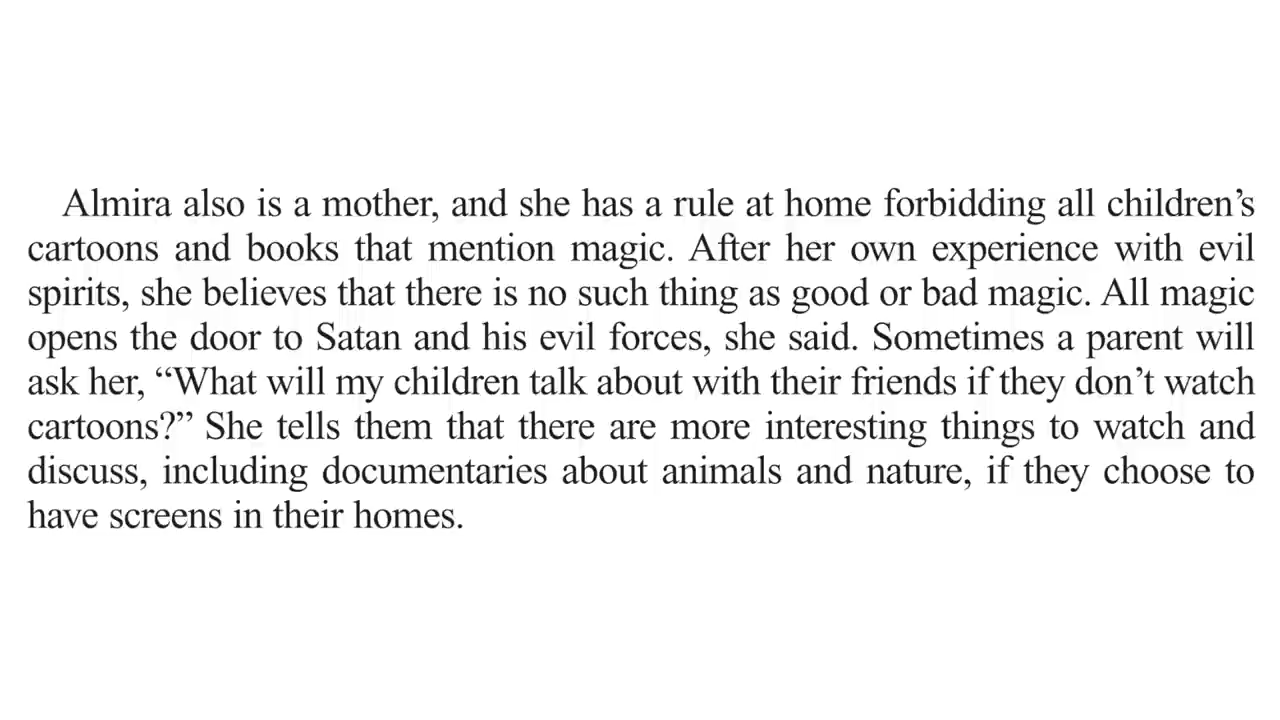 Almira also is a mother, and she has a rule at home forbidding all children’s
cartoons and books that mention magic. After her own experience with evil
spirits, she believes that there is no such thing as good or bad magic. All magic
opens the door to Satan and his evil forces, she said. Sometimes a parent will
ask her, “What will my children talk about with their friends if they don’t watch
cartoons?” She tells them that there are more interesting things to watch and
discuss, including documentaries about animals and nature, if they choose to
have screens in their homes.